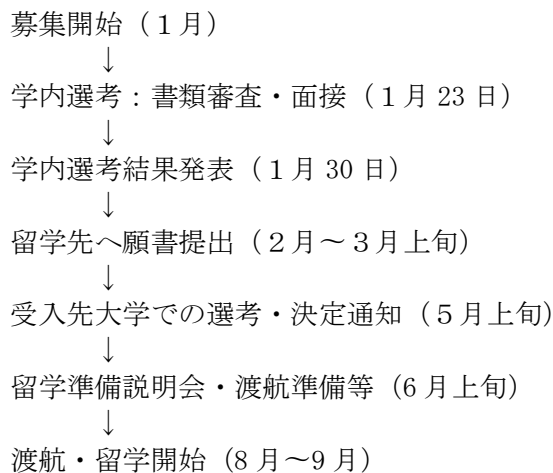 募集開始（１月）
↓
学内選考：書類審査・面接（１月 23 日）
↓
学内選考結果発表（１月 30 日）
↓
留学先へ願書提出（２月～３月上旬）
↓
受入先大学での選考・決定通知（５月上旬）
↓
留学準備説明会・渡航準備等（6 月上旬）
↓
渡航・留学開始（8 月～9 月）